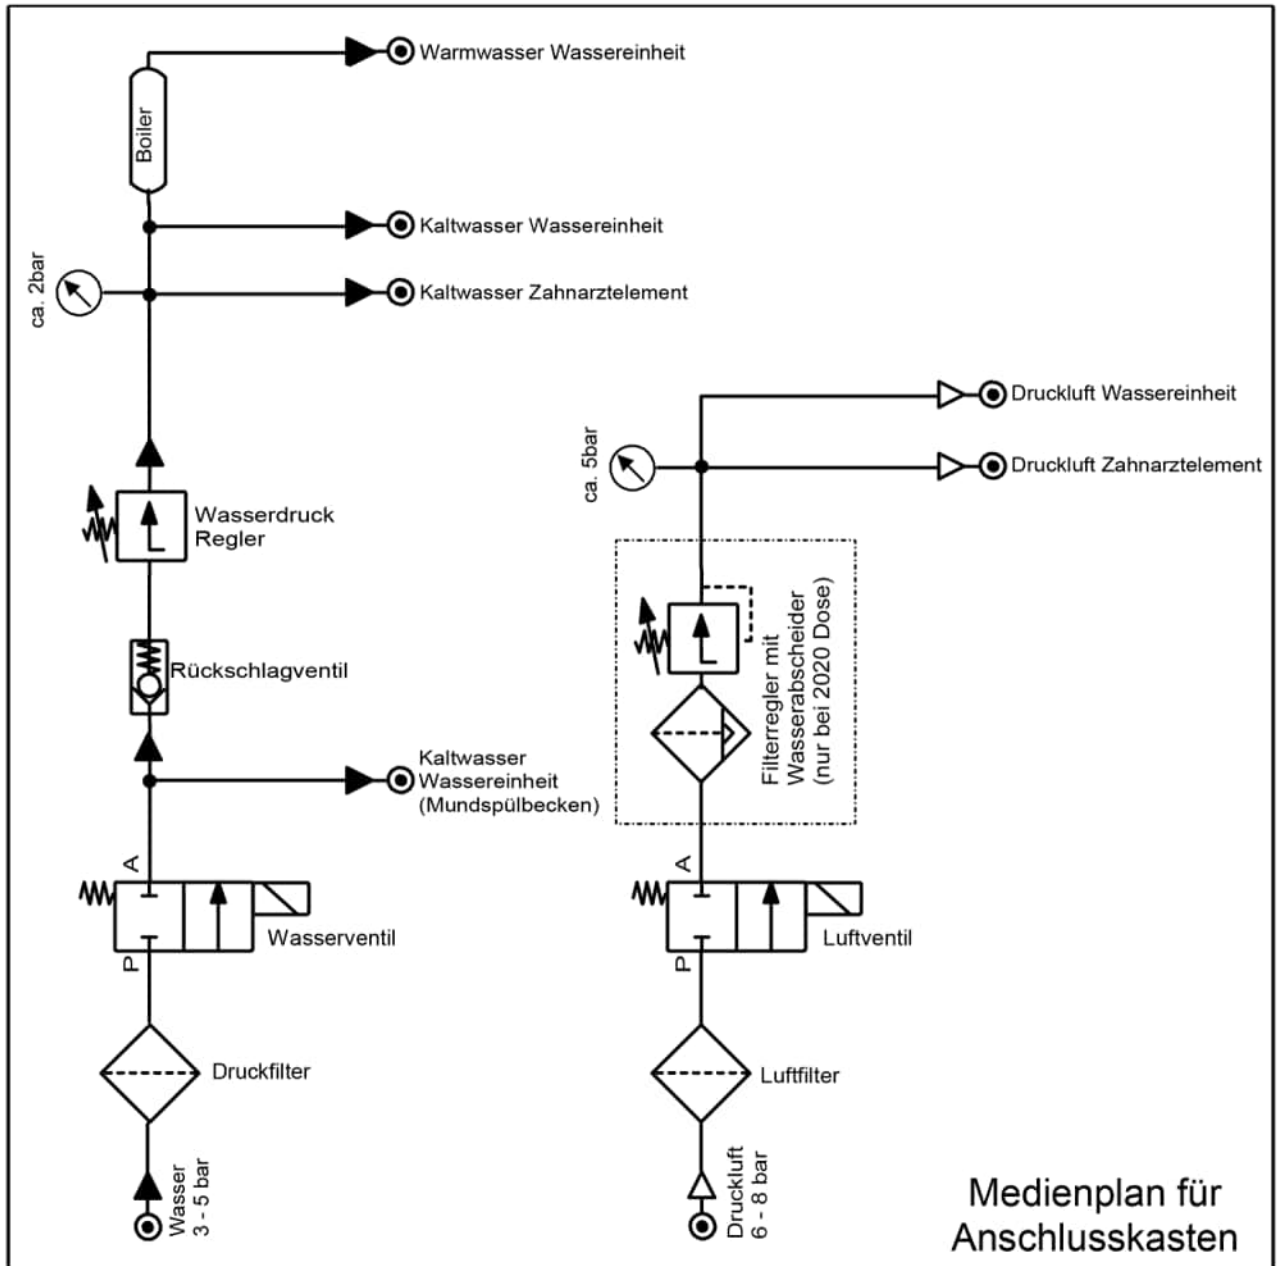 Warmwasser Wassereinheit
Boiler
Kaltwasser Wassereinheit
ca. 2bar
Kaltwasser Zahnarztelement
Druckluft Wassereinheit
ca. 5bar
Druckluft Zahnarztelement
Wasserdruck
Regler
Filterregler mit
Wasserabscheider
(nur bei 2020 Dose)
Rückschlagventil
Kaltwasser
Wassereinheit
(Mundspülbecken)
A
A
Wasserventil
Luftventil
P
P
Druckfilter
Luftfilter
Wasser
3 - 5 bar
Druckluft
6 - 8 bar
Medienplan für
Anschlusskasten